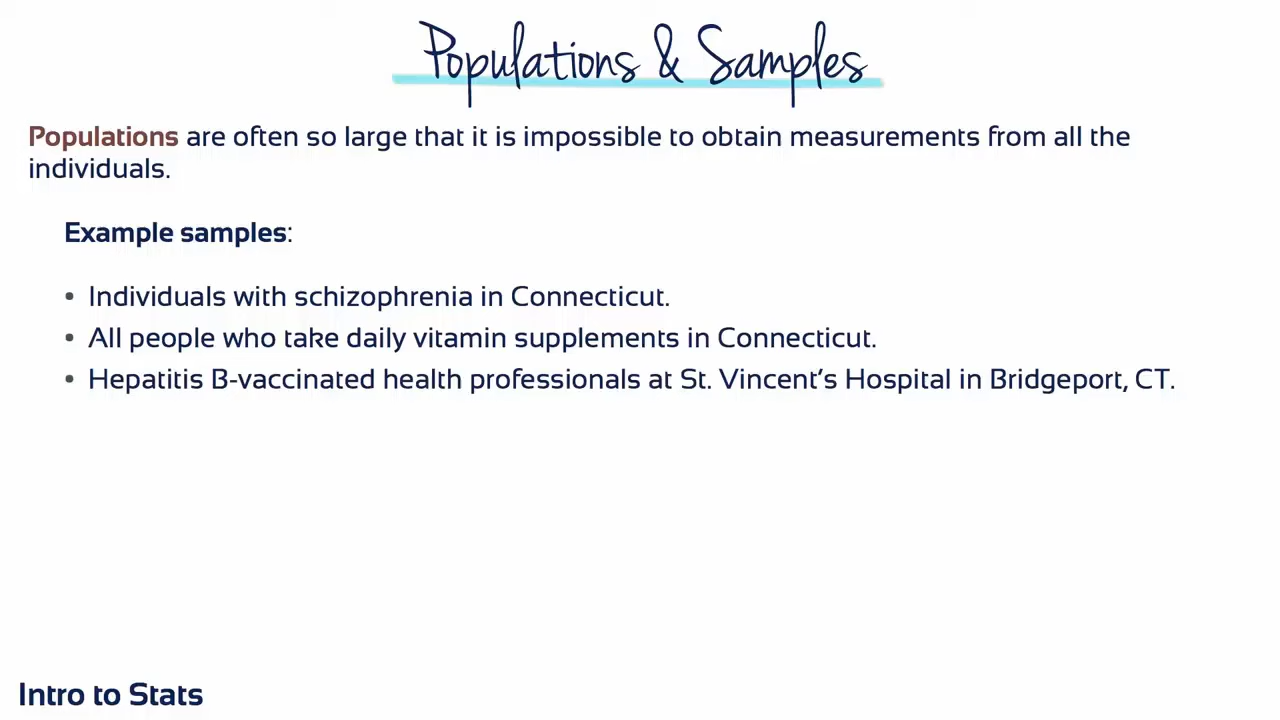 Populations & Samples
Populations are often so large that it is impossible to obtain measurements from all the
individuals.
Example samples:
• Individuals with schizophrenia in Connecticut.
• All people who take daily vitamin supplements in Connecticut.
• Hepatitis B-vaccinated health professionals at St. Vincent’s Hospital in Bridgeport, CT.
Intro to Stats